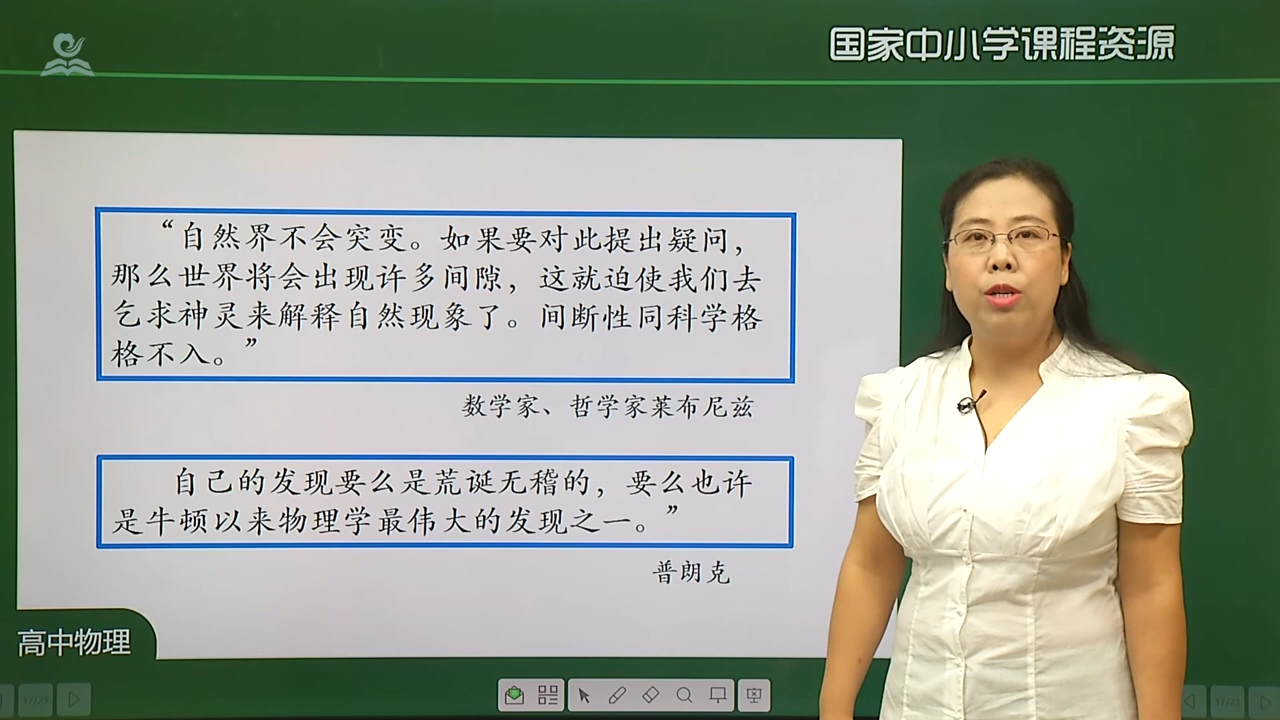 国家中小学课程资源
“自然界不会突变。如果要对此提出疑问，
那么世界将会出现许多间隙，这就迫使我们去
乞求神灵来解释自然现象了。间断性同科学格
格不入。”
数学家、哲学家莱布尼兹
自己的发现要么是荒诞无稽的，要么也许
是牛顿以来物理学最伟大的发现之一。”
普朗克
高中物理
17/23
17/23